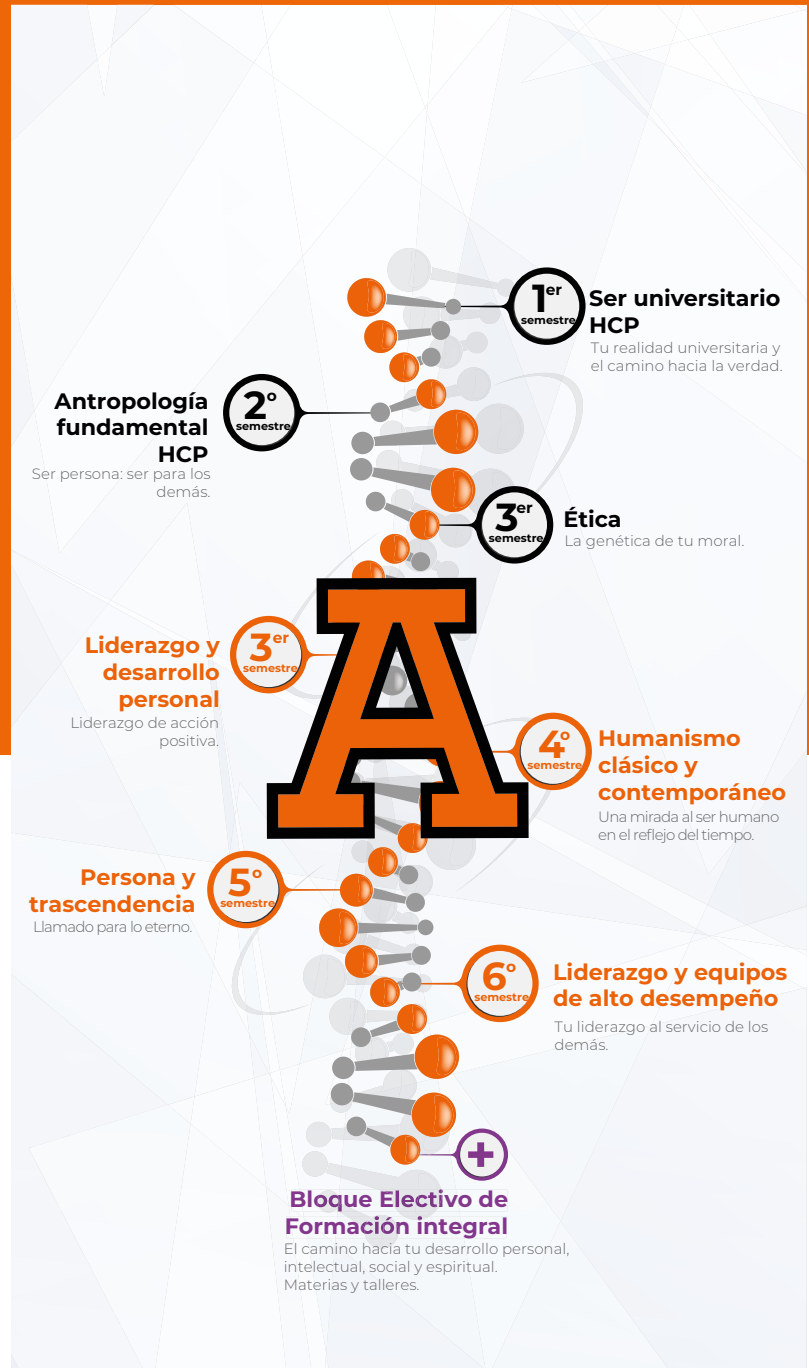 1er
semestre
Ser universitario
HCP
Tu realidad universitaria y
el camino hacia la verdad.
2º
semestre
Antropología
fundamental
HCP
Ser persona: ser para los
demás.
3er
semestre
Ética
La genética de tu moral.
A
3er
semestre
Liderazgo y
desarrollo
personal
Liderazgo de acción
positiva.
4º
semestre
Humanismo
clásico y
contemporáneo
Una mirada al ser humano
en el reflejo del tiempo.
5º
semestre
Persona y
trascendencia
Llamado para lo eterno.
6º
semestre
Liderazgo y equipos
de alto desempeño
Tu liderazgo al servicio de los
demás.
+
Bloque Electivo de
Formación integral
El camino hacia tu desarrollo personal,
intelectual, social y espiritual.
Materias y talleres.